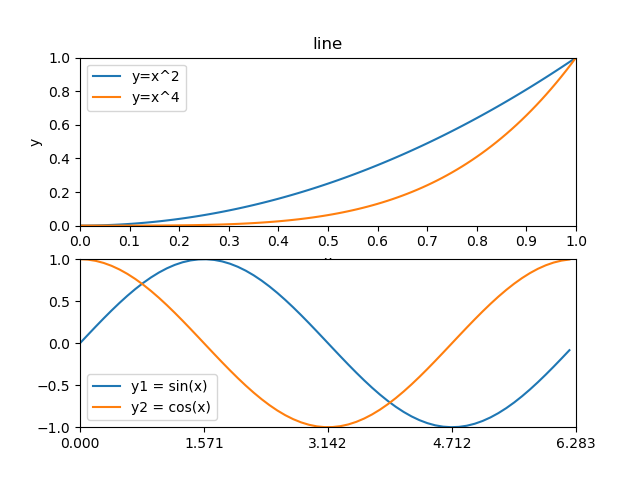 line
y=x^2
y=x^4
y
1.0
0.8
0.6
0.4
0.2
0.0
0.0 0.1 0.2 0.3 0.4 0.5 0.6 0.7 0.8 0.9 1.0
1.0
0.5
0.0
−0.5
−1.0
y1 = sin(x)
y2 = cos(x)
0.000 1.571 3.142 4.712 6.283